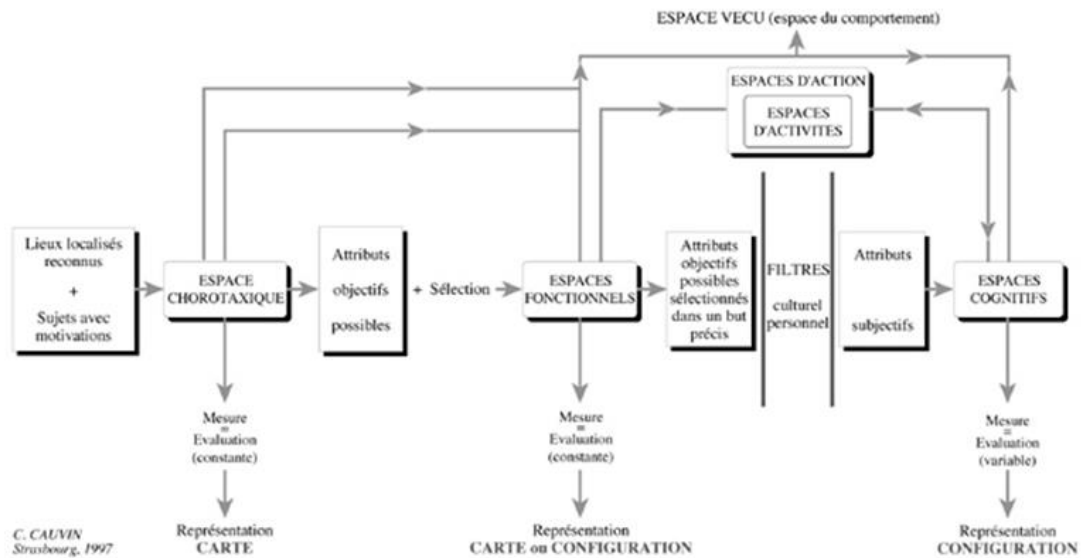 ESPACE VECU (espace du comportement)
ESPACES D'ACTION
ESPACES
D'ACTIVITES
Lieux localisés
reconnus
+
Sujets avec
motivations
ESPACE
CHOROTAXIQUE
Attributs
objectifs
possibles
+ Sélection
ESPACES
FONCTIONNELS
Attributs
objectifs
possibles
sélectionnés
dans un but
précis
FILTRES
culturel
personnel
Attributs
subjectifs
ESPACES
COGNITIFS
Mesure
=
Evaluation
(constante)
Mesure
=
Evaluation
(constante)
Mesure
=
Evaluation
(variable)
C. CAUVIN
Strasbourg, 1997
Représentation
CARTE
Représentation
CARTE ou CONFIGURATION
Représentation
CONFIGURATION